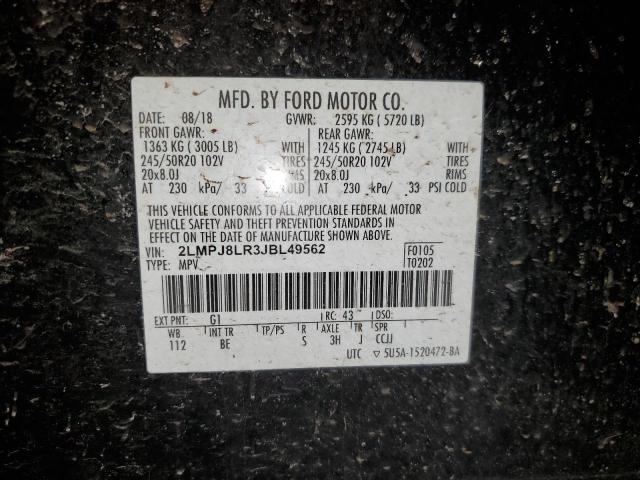 MFD. BY FORD MOTOR CO.
DATE: 08/18 GVWR: 2595 KG ( 5720 LB)
FRONT GAWR: REAR GAWR:
1363 KG ( 3005 LB) WITH 1245 KG ( 2745 LB) WITH
245/50R20 102V TIRES 245/50R20 102V TIRES
20x8.0J RIMS 20x8.0J RIMS
AT 230 kPa/ 33 COLD AT 230 kPa/ 33 PSI COLD
THIS VEHICLE CONFORMS TO ALL APPLICABLE FEDERAL MOTOR
VEHICLE SAFETY AND THEFT PREVENTION STANDARDS IN
EFFECT ON THE DATE OF MANUFACTURE SHOWN ABOVE.
VIN: 2LMPJ8LR3JBL49562 F0105
TYPE: MPV T0202
EXT PNT: G1 RC: 43 DSO:
WB INT TR TP/PS R AXLE TR SPR
112 BE S 3H J CCJJ
UTC ▽ 5U5A-1520472-BA